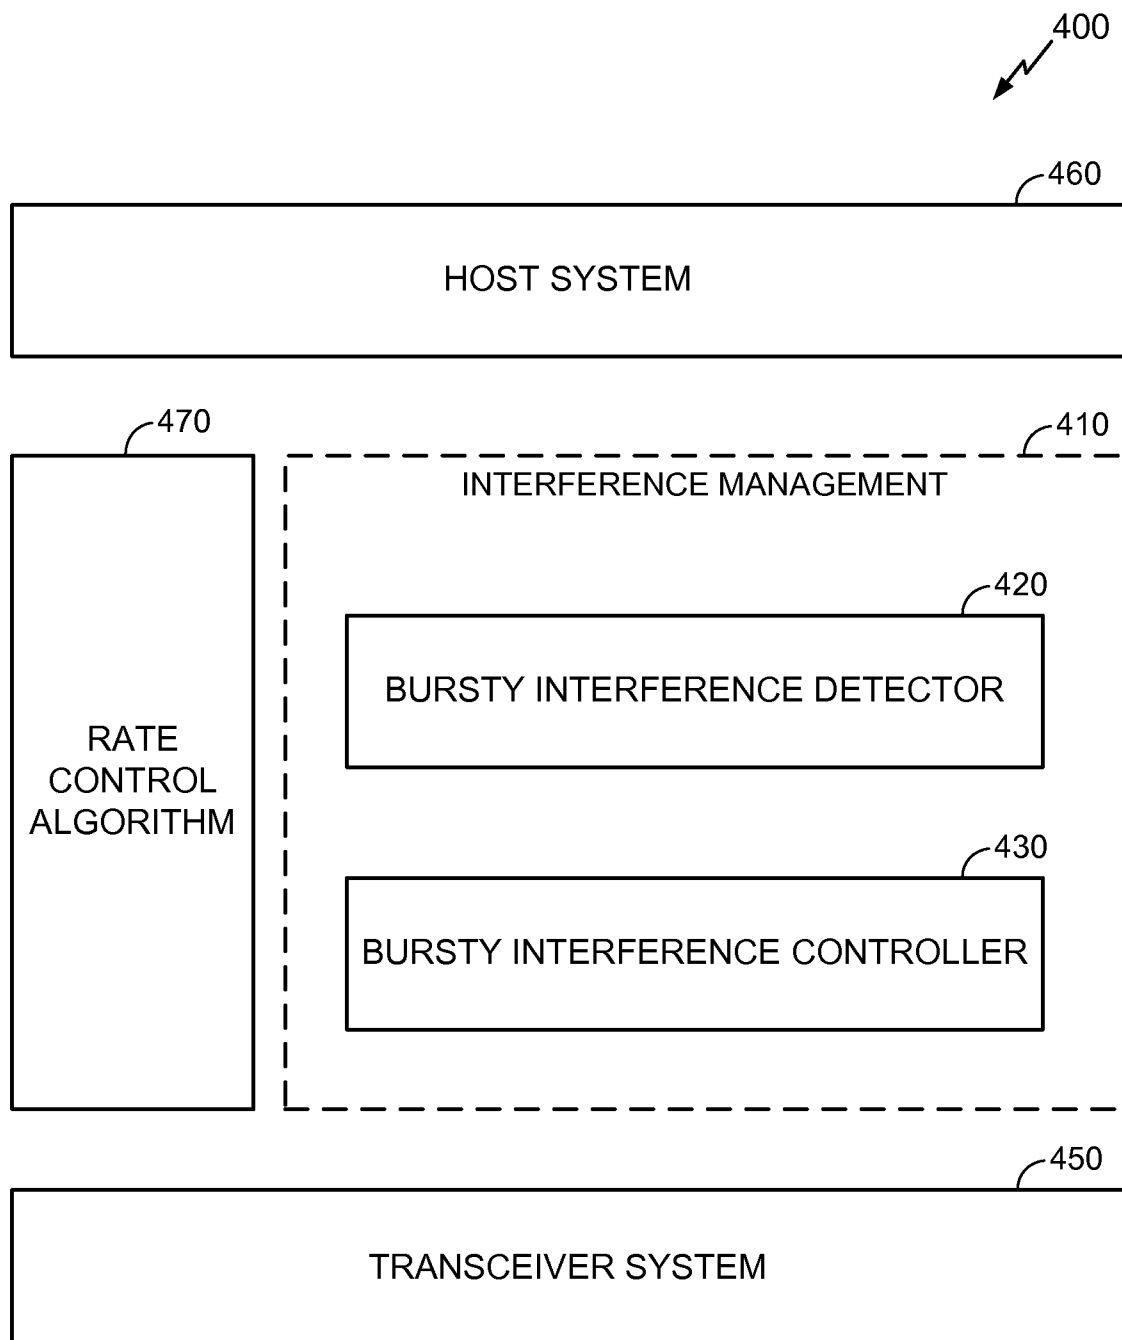 400
460
HOST SYSTEM
470
410
INTERFERENCE MANAGEMENT
420
BURSTY INTERFERENCE DETECTOR
RATE
CONTROL
ALGORITHM
430
BURSTY INTERFERENCE CONTROLLER
450
TRANSCEIVER SYSTEM